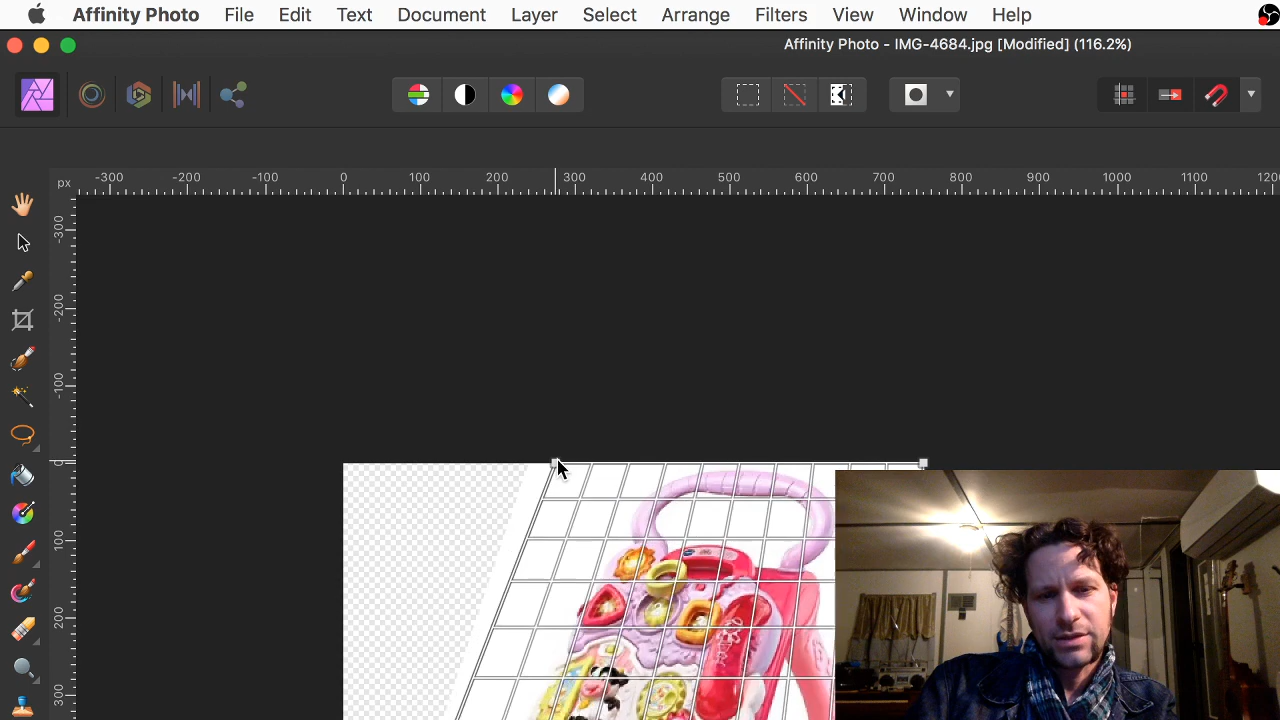 Affinity Photo File Edit Text Document Layer Select Arrange Filters View Window Help
Affinity Photo - IMG-4684.jpg [Modified] (116.2%)
px -300 -200 -100 0 100 200 300 400 500 600 700 800 900 1000 1100 120
-300
-200
-100
0
100
200
300